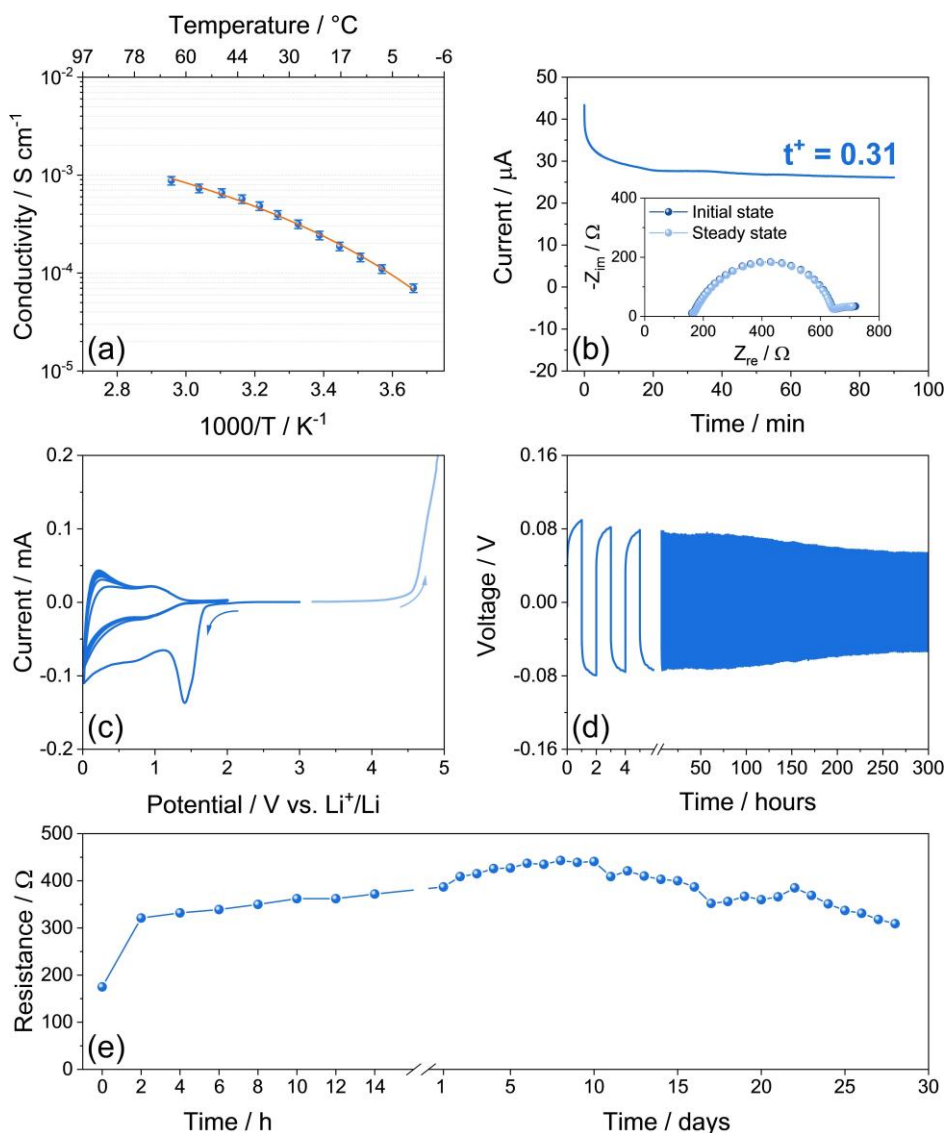 Temperature / °C
97 78 60 44 30 17 5 -6
10⁻² 10⁻³ 10⁻⁴ 10⁻⁵
Conductivity / S cm⁻¹
(a)
2.8 3.0 3.2 3.4 3.6
1000/T / K⁻¹
50 40 30 20 10 0 -10 -20
Current / μA
t⁺ = 0.31
Initial state
Steady state
400 200 0
-Z_im / Ω
0 200 400 600 800
Z_re / Ω
(b)
0 20 40 60 80 100
Time / min
0.2 0.1 0.0 -0.1 -0.2
Current / mA
(c)
0 1 2 3 4 5
Potential / V vs. Li⁺/Li
0.16 0.08 0.00 -0.08 -0.16
Voltage / V
(d)
0 2 4 50 100 150 200 250 300
Time / hours
500 400 300 200 100 0
Resistance / Ω
(e)
0 2 4 6 8 10 12 14 1 5 10 15 20 25 30
Time / h
Time / days